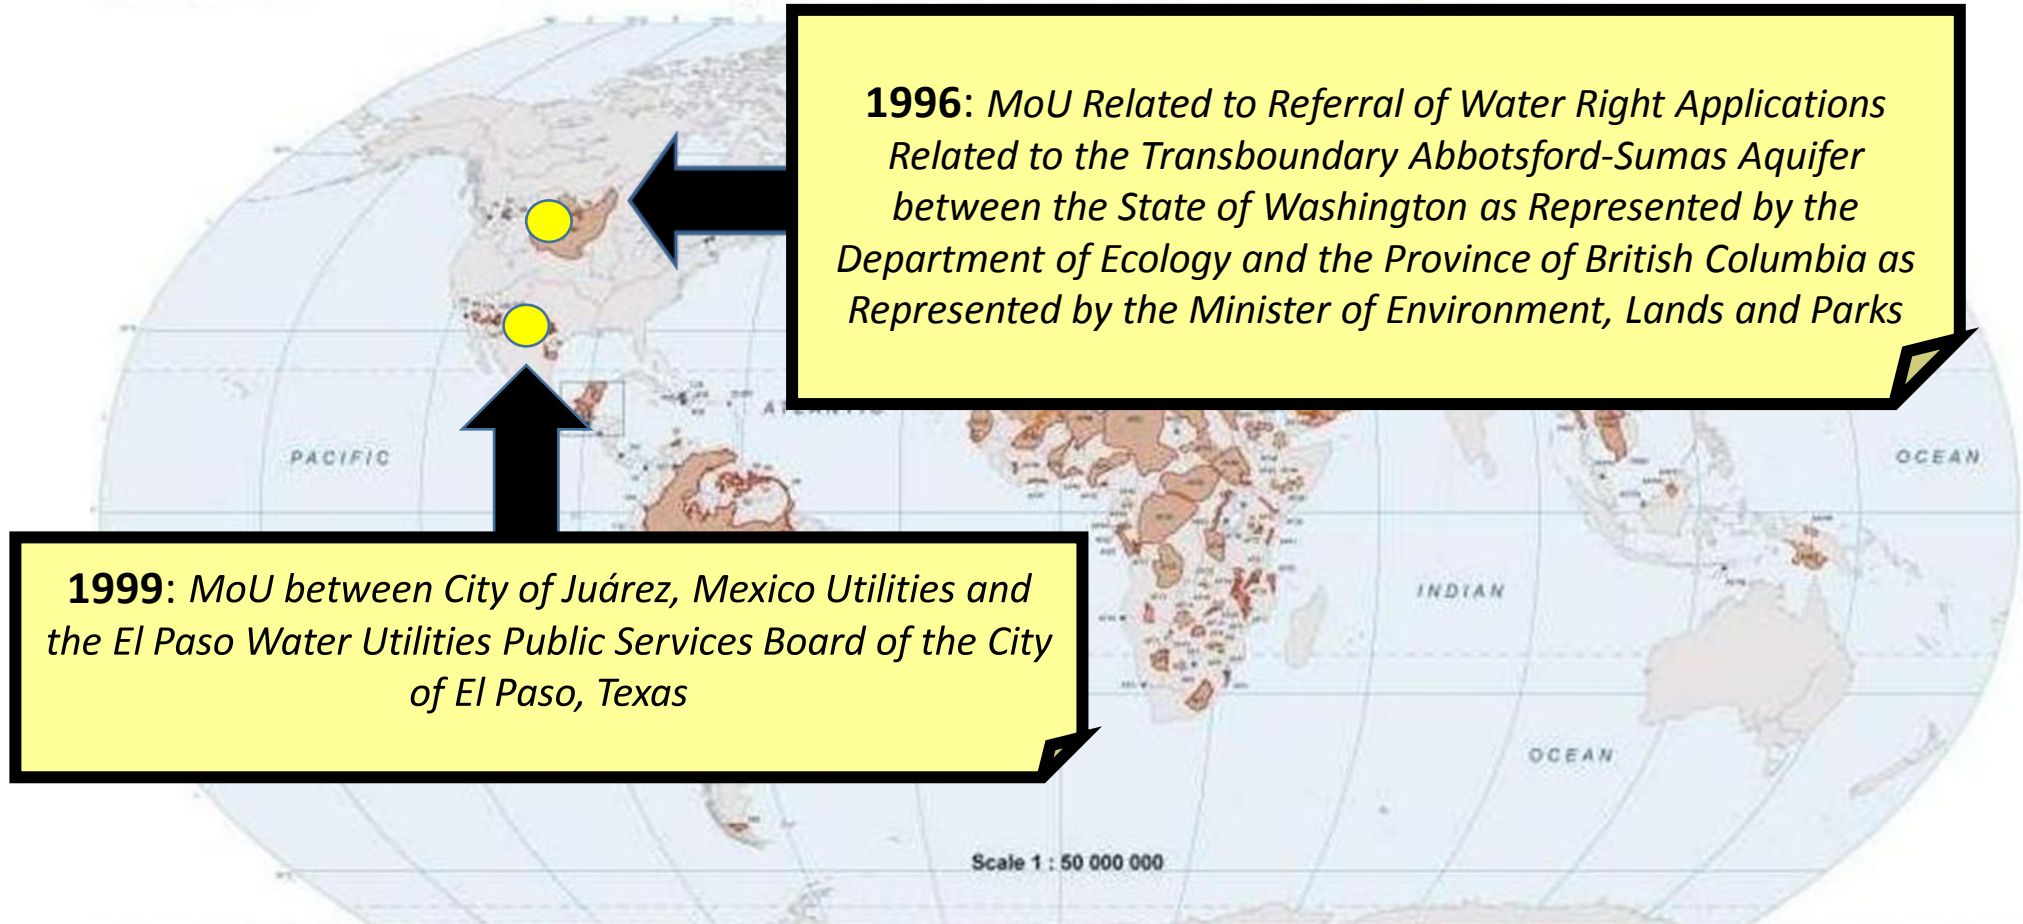 1996: MoU Related to Referral of Water Right Applications
Related to the Transboundary Abbotsford-Sumas Aquifer
between the State of Washington as Represented by the
Department of Ecology and the Province of British Columbia as
Represented by the Minister of Environment, Lands and Parks
PACIFIC
OCEAN
1999: MoU between City of Juárez, Mexico Utilities and
the El Paso Water Utilities Public Services Board of the City
of El Paso, Texas
INDIAN
OCEAN
Scale 1 : 50 000 000